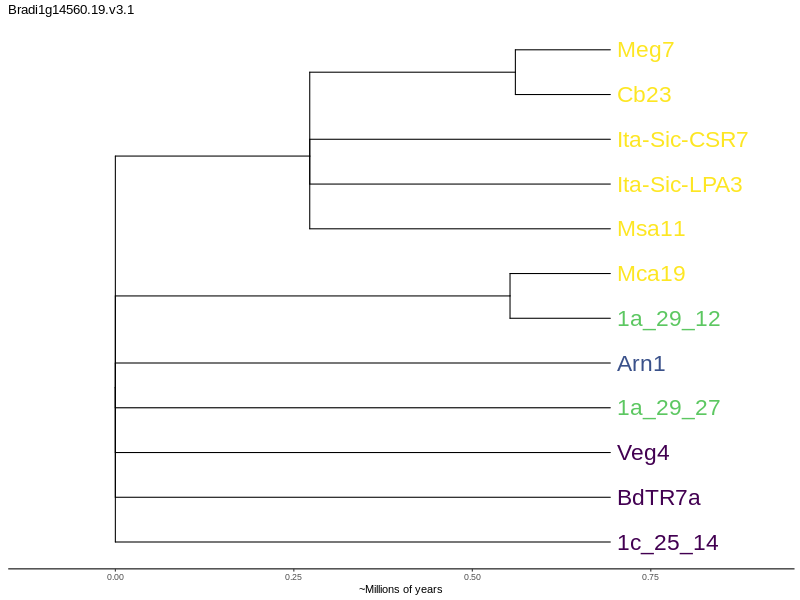 Bradi1g14560.19.v3.1
Meg7
Cb23
Ita-Sic-CSR7
Ita-Sic-LPA3
Msa11
Mca19
1a_29_12
Arn1
1a_29_27
Veg4
BdTR7a
1c_25_14
0.00 0.25 0.50 0.75
~Millions of years